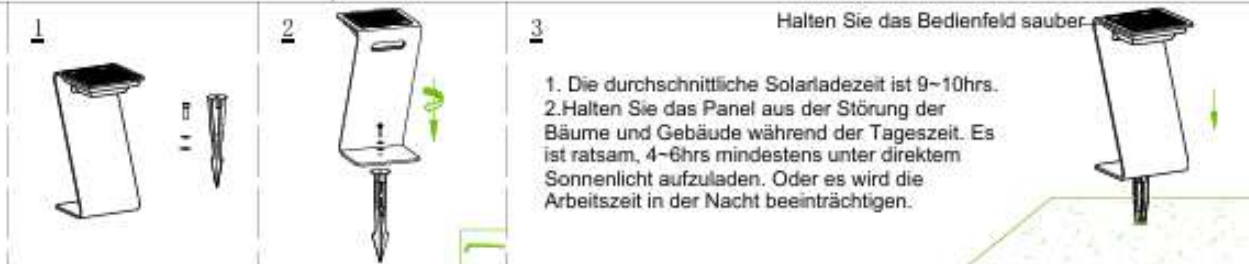 1
2
3
Halten Sie das Bedienfeld sauber
1. Die durchschnittliche Solarladezeit ist 9~10hrs.
2.Halten Sie das Panel aus der Störung der
Bäume und Gebäude während der Tageszeit. Es
ist ratsam, 4~6hrs mindestens unter direktem
Sonnenlicht aufzuladen. Oder es wird die
Arbeitszeit in der Nacht beeinträchtigen.